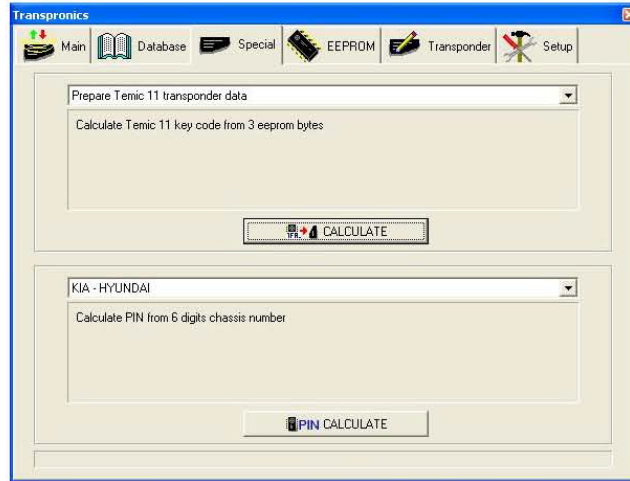 Transpronics
Main Database Special EEPROM Transponder Setup
Prepare Temic 11 transponder data
Calculate Temic 11 key code from 3 eeprom bytes
CALCULATE
KIA - HYUNDAI
Calculate PIN from 6 digits chassis number
PIN CALCULATE